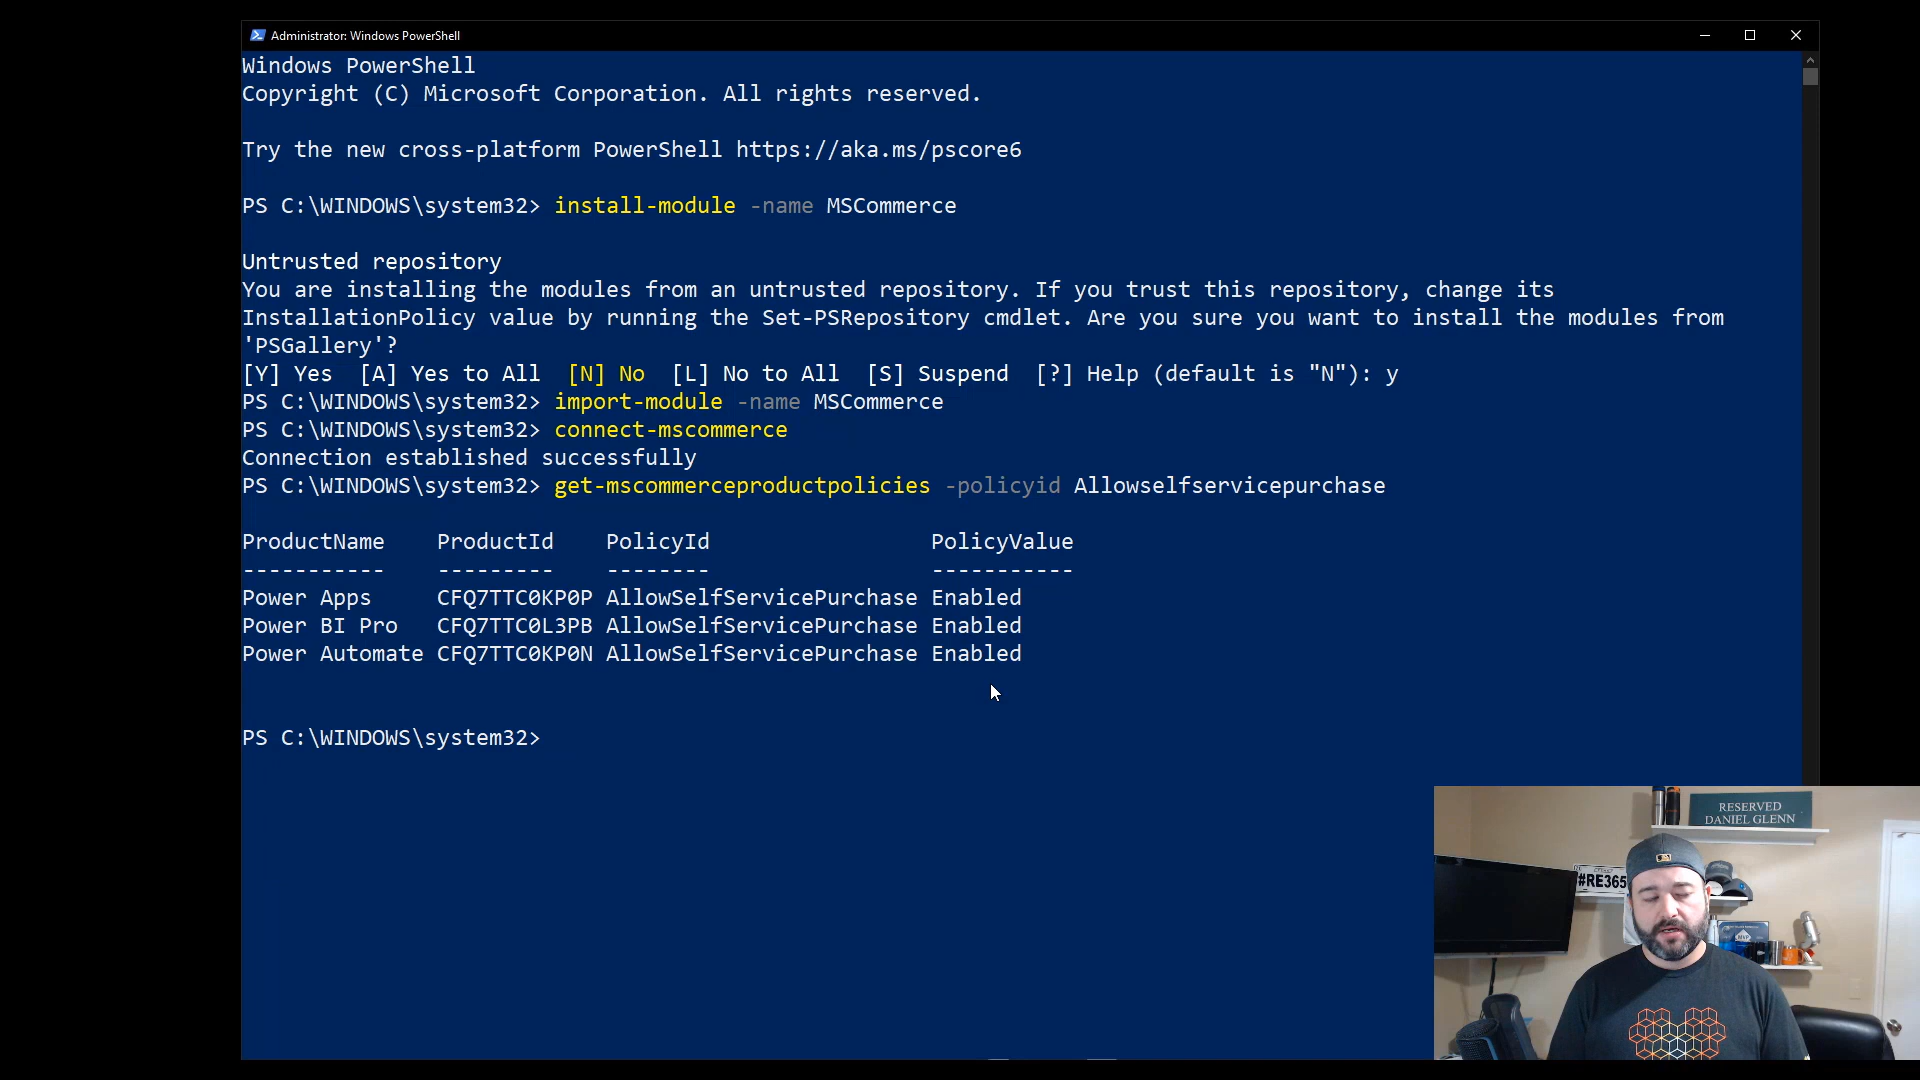 Administrator: Windows PowerShell
Windows PowerShell
Copyright (C) Microsoft Corporation. All rights reserved.
Try the new cross-platform PowerShell https://aka.ms/pscore6
PS C:\WINDOWS\system32> install-module -name MSCommerce
Untrusted repository
You are installing the modules from an untrusted repository. If you trust this repository, change its
InstallationPolicy value by running the Set-PSRepository cmdlet. Are you sure you want to install the modules from
'PSGallery'?
[Y] Yes  [A] Yes to All  [N] No  [L] No to All  [S] Suspend  [?] Help (default is "N"): y
PS C:\WINDOWS\system32> import-module -name MSCommerce
PS C:\WINDOWS\system32> connect-mscommerce
Connection established successfully
PS C:\WINDOWS\system32> get-mscommerceproductpolicies -policyid Allowselfservicepurchase
ProductName    ProductId    PolicyId    PolicyValue
-----------    ---------    --------    -----------
Power Apps     CFQ7TTC0KP0P AllowSelfServicePurchase Enabled
Power BI Pro   CFQ7TTC0L3PB AllowSelfServicePurchase Enabled
Power Automate CFQ7TTC0KP0N AllowSelfServicePurchase Enabled
PS C:\WINDOWS\system32>
RESERVED
DANIEL GLENN
#RE365
MVP